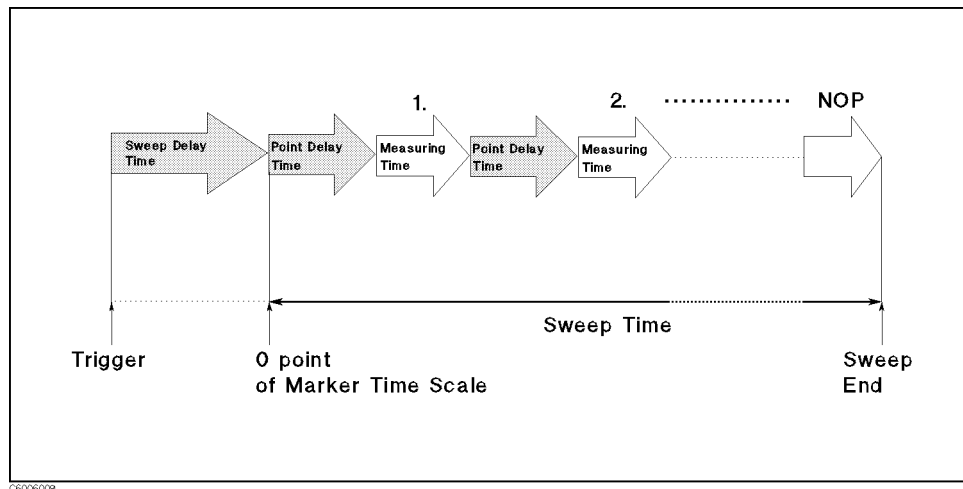 1.
2.
NOP
Sweep Delay
Time
Point Delay
Time
Measuring
Time
Point Delay
Time
Measuring
Time
Sweep Time
Trigger
0 point
of Marker Time Scale
Sweep
End
C6006008